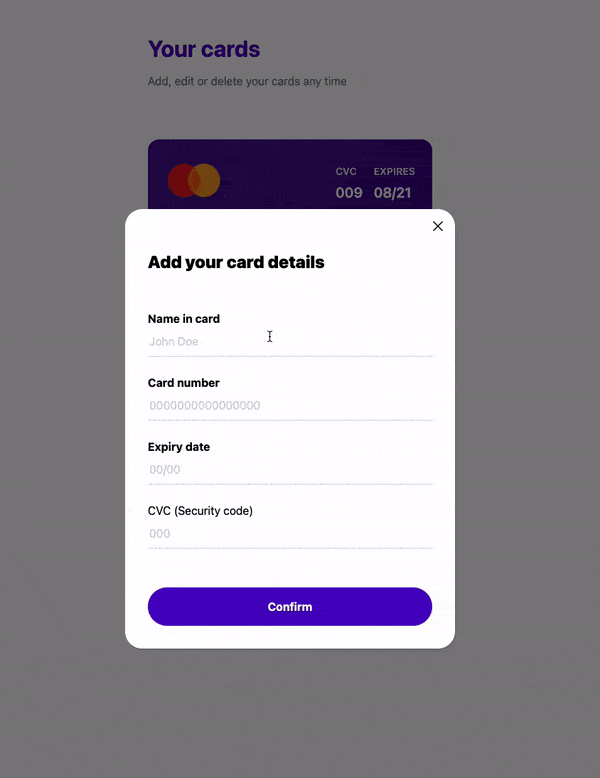 Your cards
Add, edit or delete your cards any time
CVC EXPIRES
009 08/21
Add your card details
Name in card
John Doe
Card number
0000000000000000
Expiry date
00/00
CVC (Security code)
000
Confirm